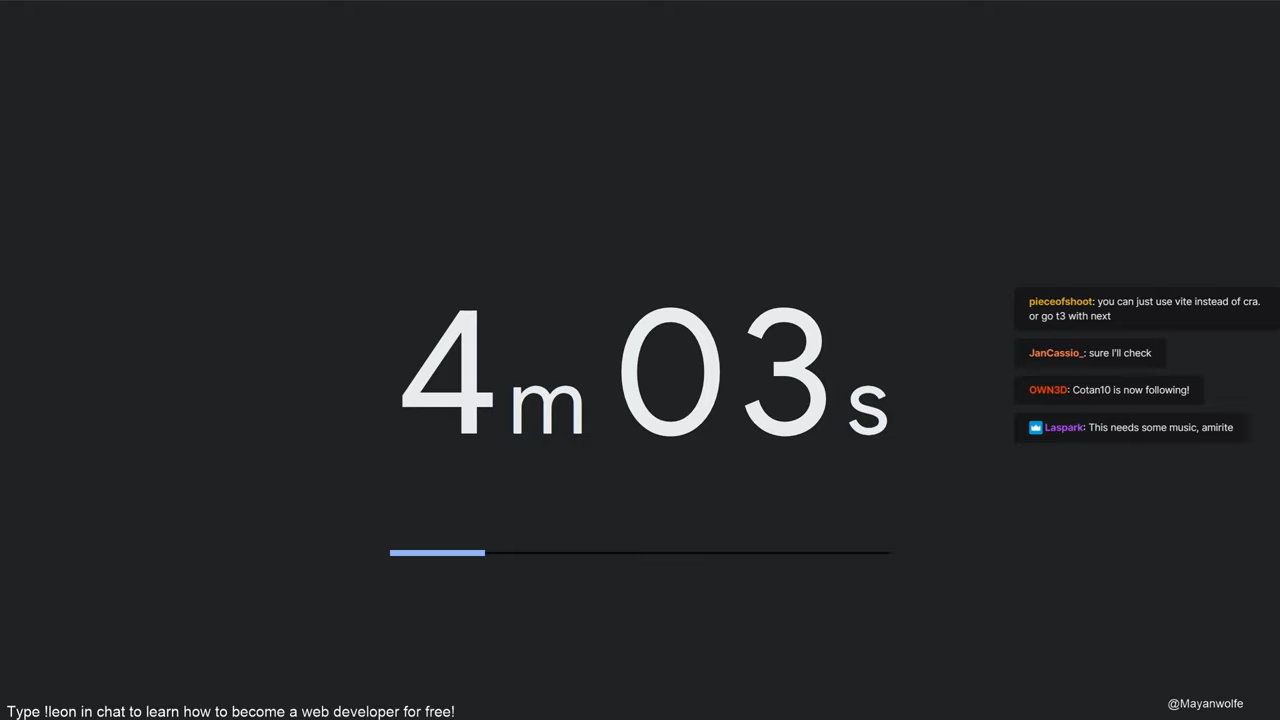 4m 03s
pieceofshoot: you can just use vite instead of cra.
or go t3 with next
JanCassio_: sure I'll check
OWN3D: Cotan10 is now following!
Laspark: This needs some music, amirite
Type !leon in chat to learn how to become a web developer for free!
@Mayanwolfe